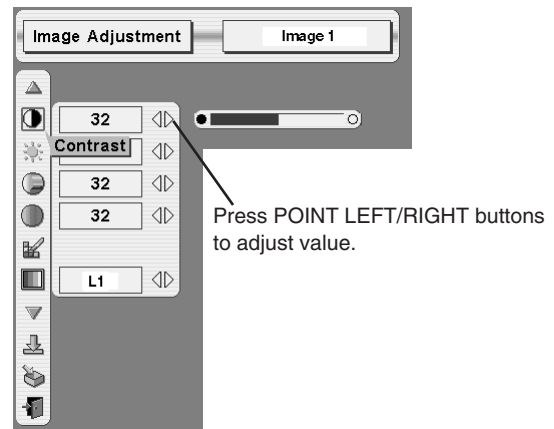 Image Adjustment
Image 1
32
Contrast
32
32
L1
Press POINT LEFT/RIGHT buttons
to adjust value.